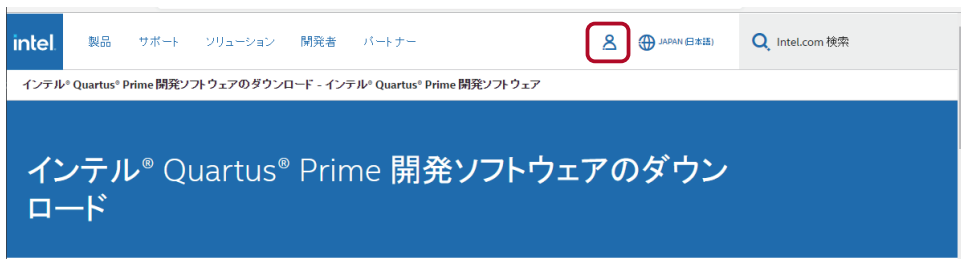 intel. 製品 サポート ソリューション 開発者 パートナー JAPAN (日本語) Intel.com 検索
インテル® Quartus® Prime 開発ソフトウェアのダウンロード - インテル® Quartus® Prime 開発ソフトウェア
インテル® Quartus® Prime 開発ソフトウェアのダウン
ロード